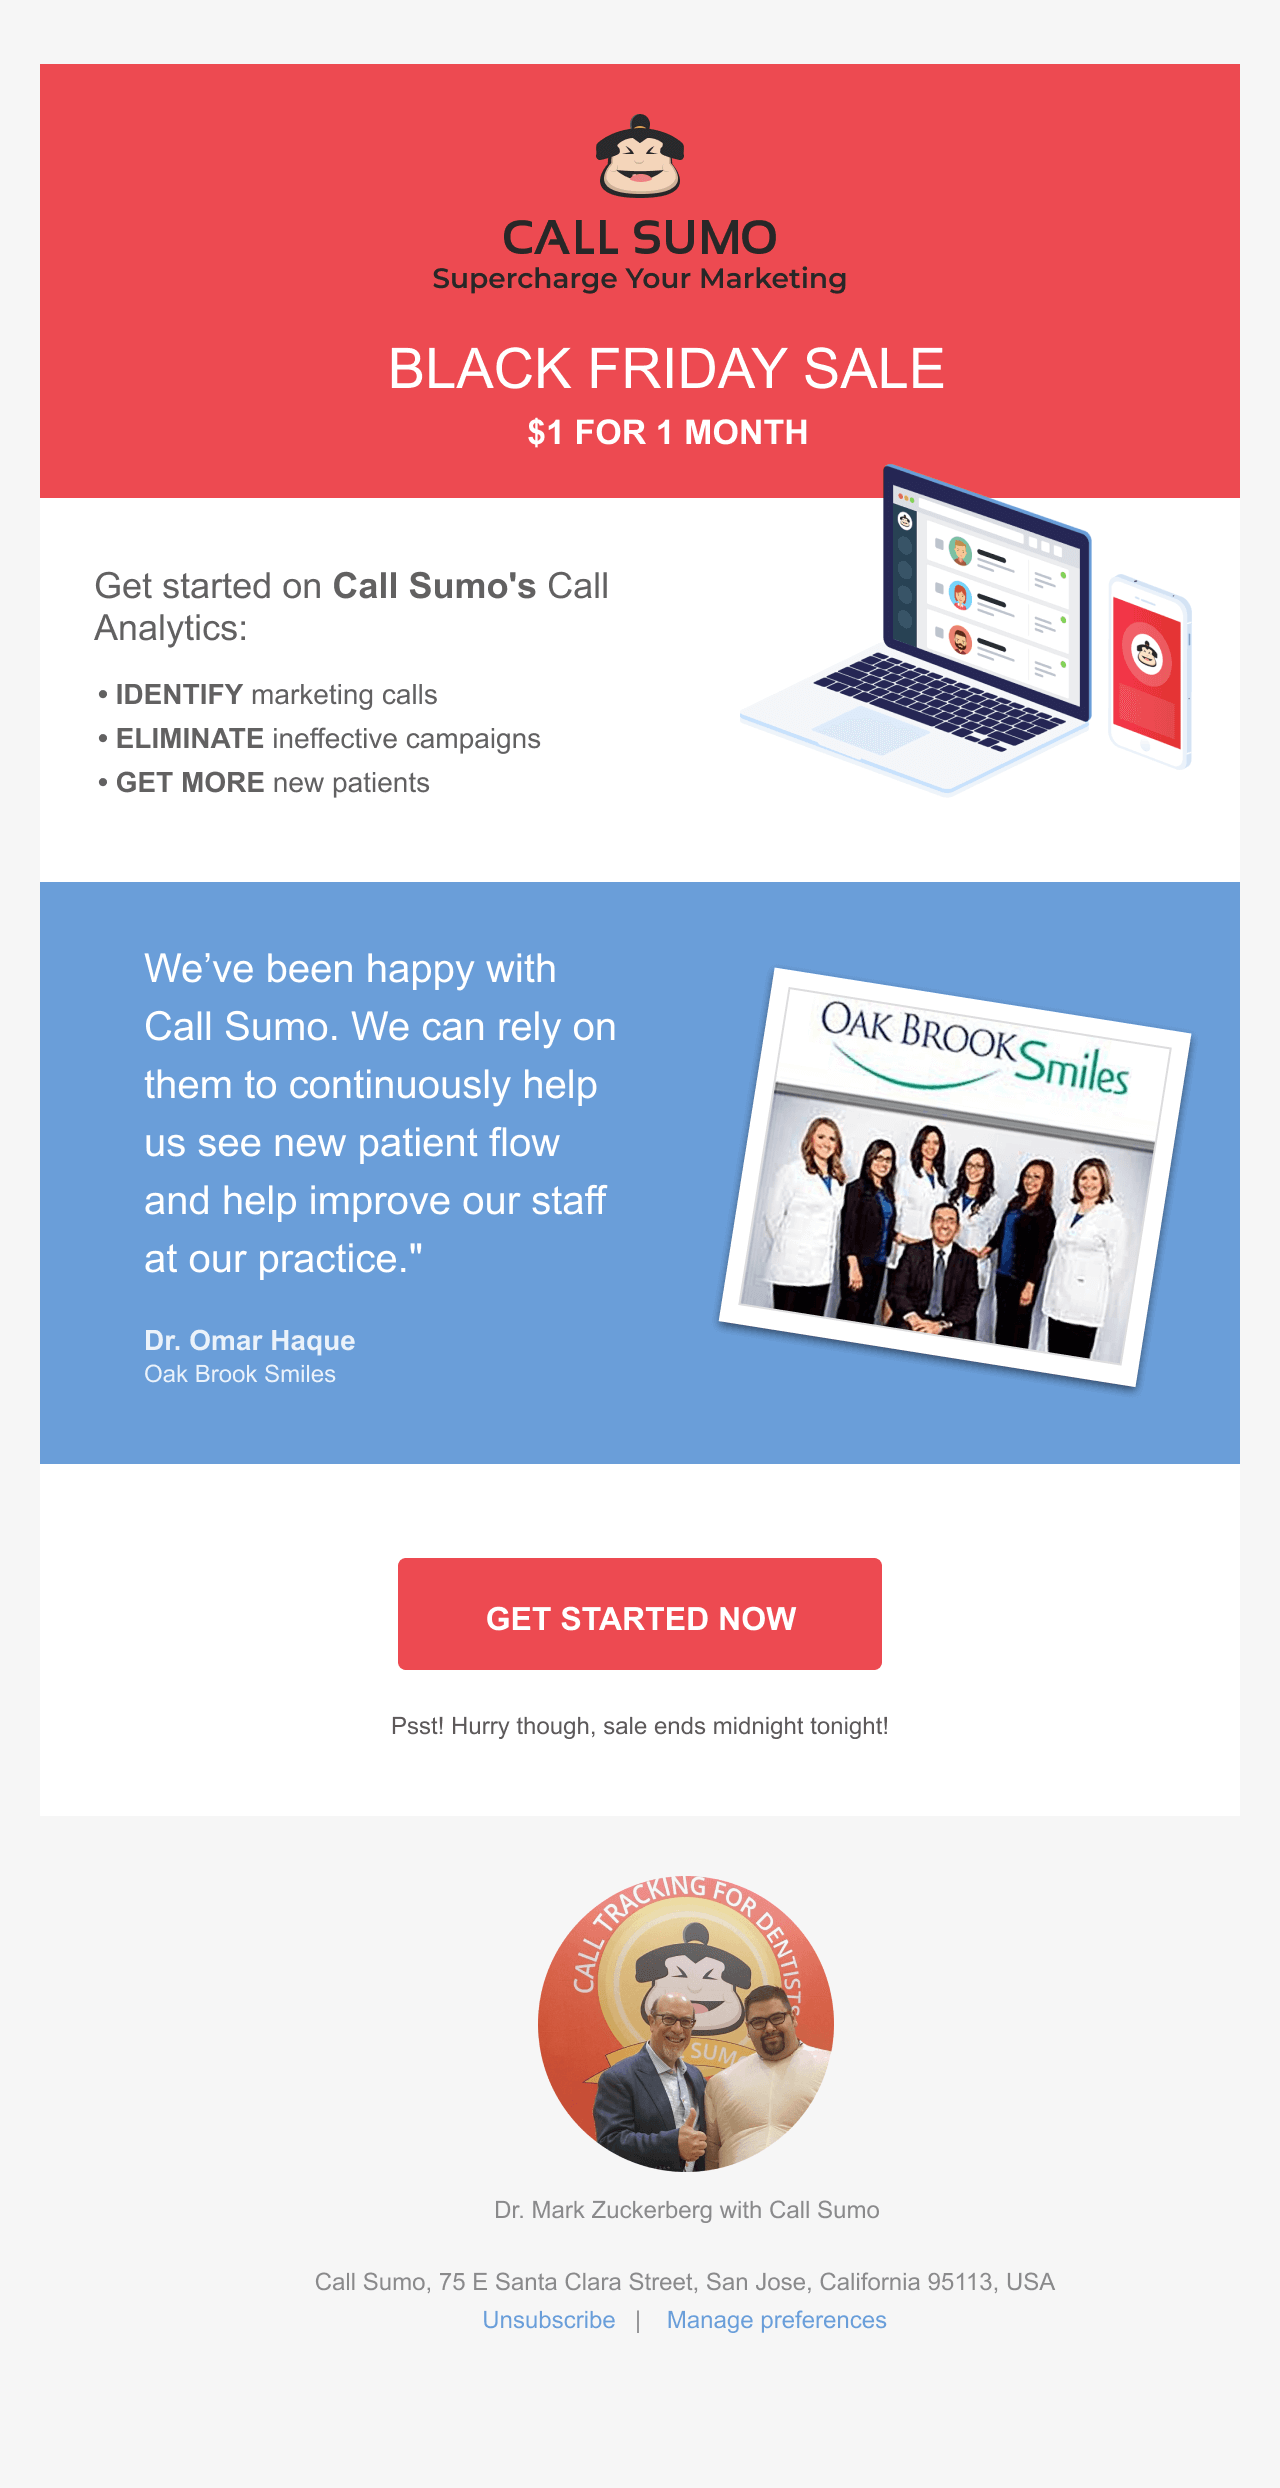 CALL SUMO
Supercharge Your Marketing
BLACK FRIDAY SALE
$1 FOR 1 MONTH
Get started on Call Sumo's Call
Analytics:
• IDENTIFY marketing calls
• ELIMINATE ineffective campaigns
• GET MORE new patients
We’ve been happy with
Call Sumo. We can rely on
them to continuously help
us see new patient flow
and help improve our staff
at our practice."
Dr. Omar Haque
Oak Brook Smiles
OAK BROOK Smiles
GET STARTED NOW
Psst! Hurry though, sale ends midnight tonight!
CALL TRACKING FOR DENTISTS
SUMO
Dr. Mark Zuckerberg with Call Sumo
Call Sumo, 75 E Santa Clara Street, San Jose, California 95113, USA
Unsubscribe | Manage preferences